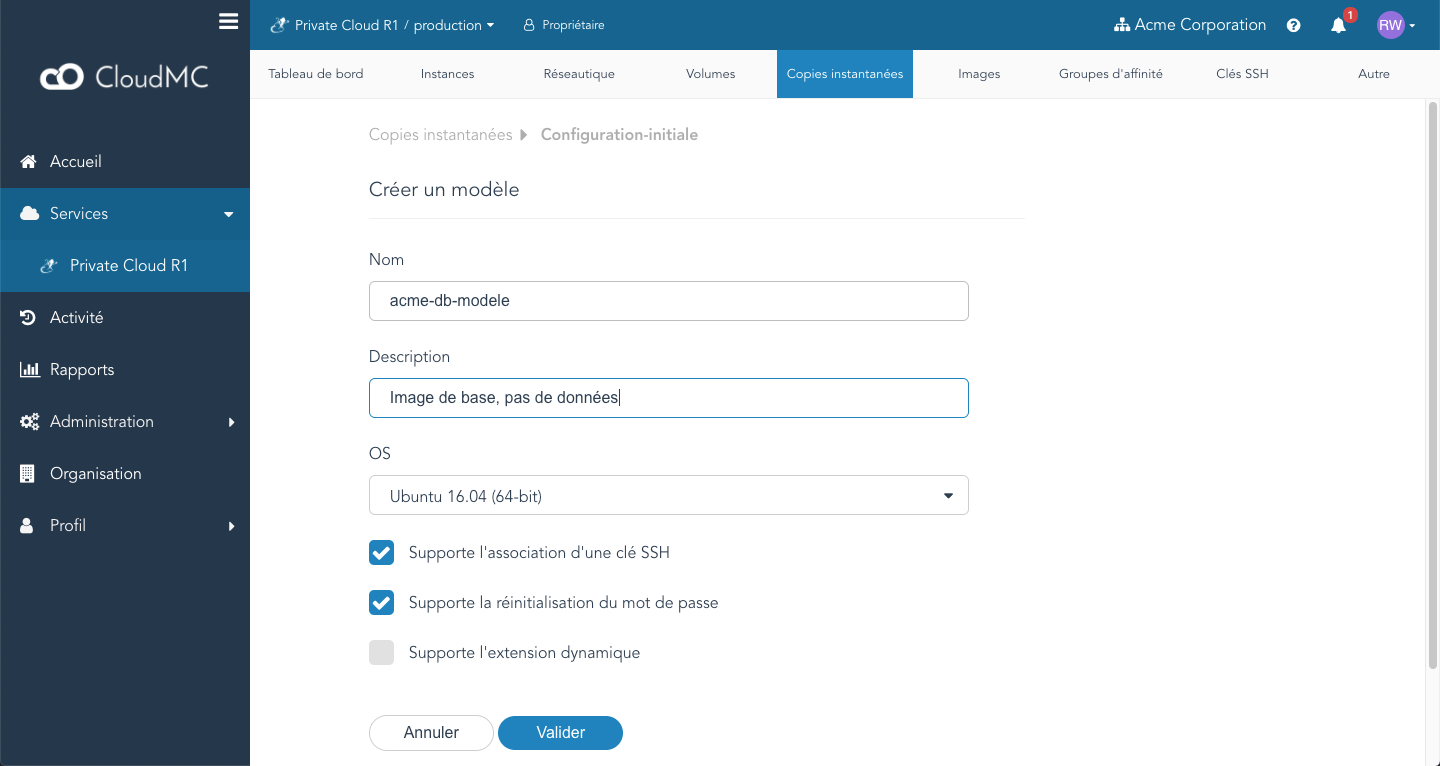 Private Cloud R1 / production
Propriétaire
Acme Corporation
1
RW
CloudMC
Tableau de bord
Instances
Réseautique
Volumes
Copies instantanées
Images
Groupes d'affinité
Clés SSH
Autre
Accueil
Services
Private Cloud R1
Activité
Rapports
Administration
Organisation
Profil
Copies instantanées
Configuration-initiale
Créer un modèle
Nom
acme-db-modele
Description
Image de base, pas de données
OS
Ubuntu 16.04 (64-bit)
Supporte l'association d'une clé SSH
Supporte la réinitialisation du mot de passe
Supporte l'extension dynamique
Annuler
Valider